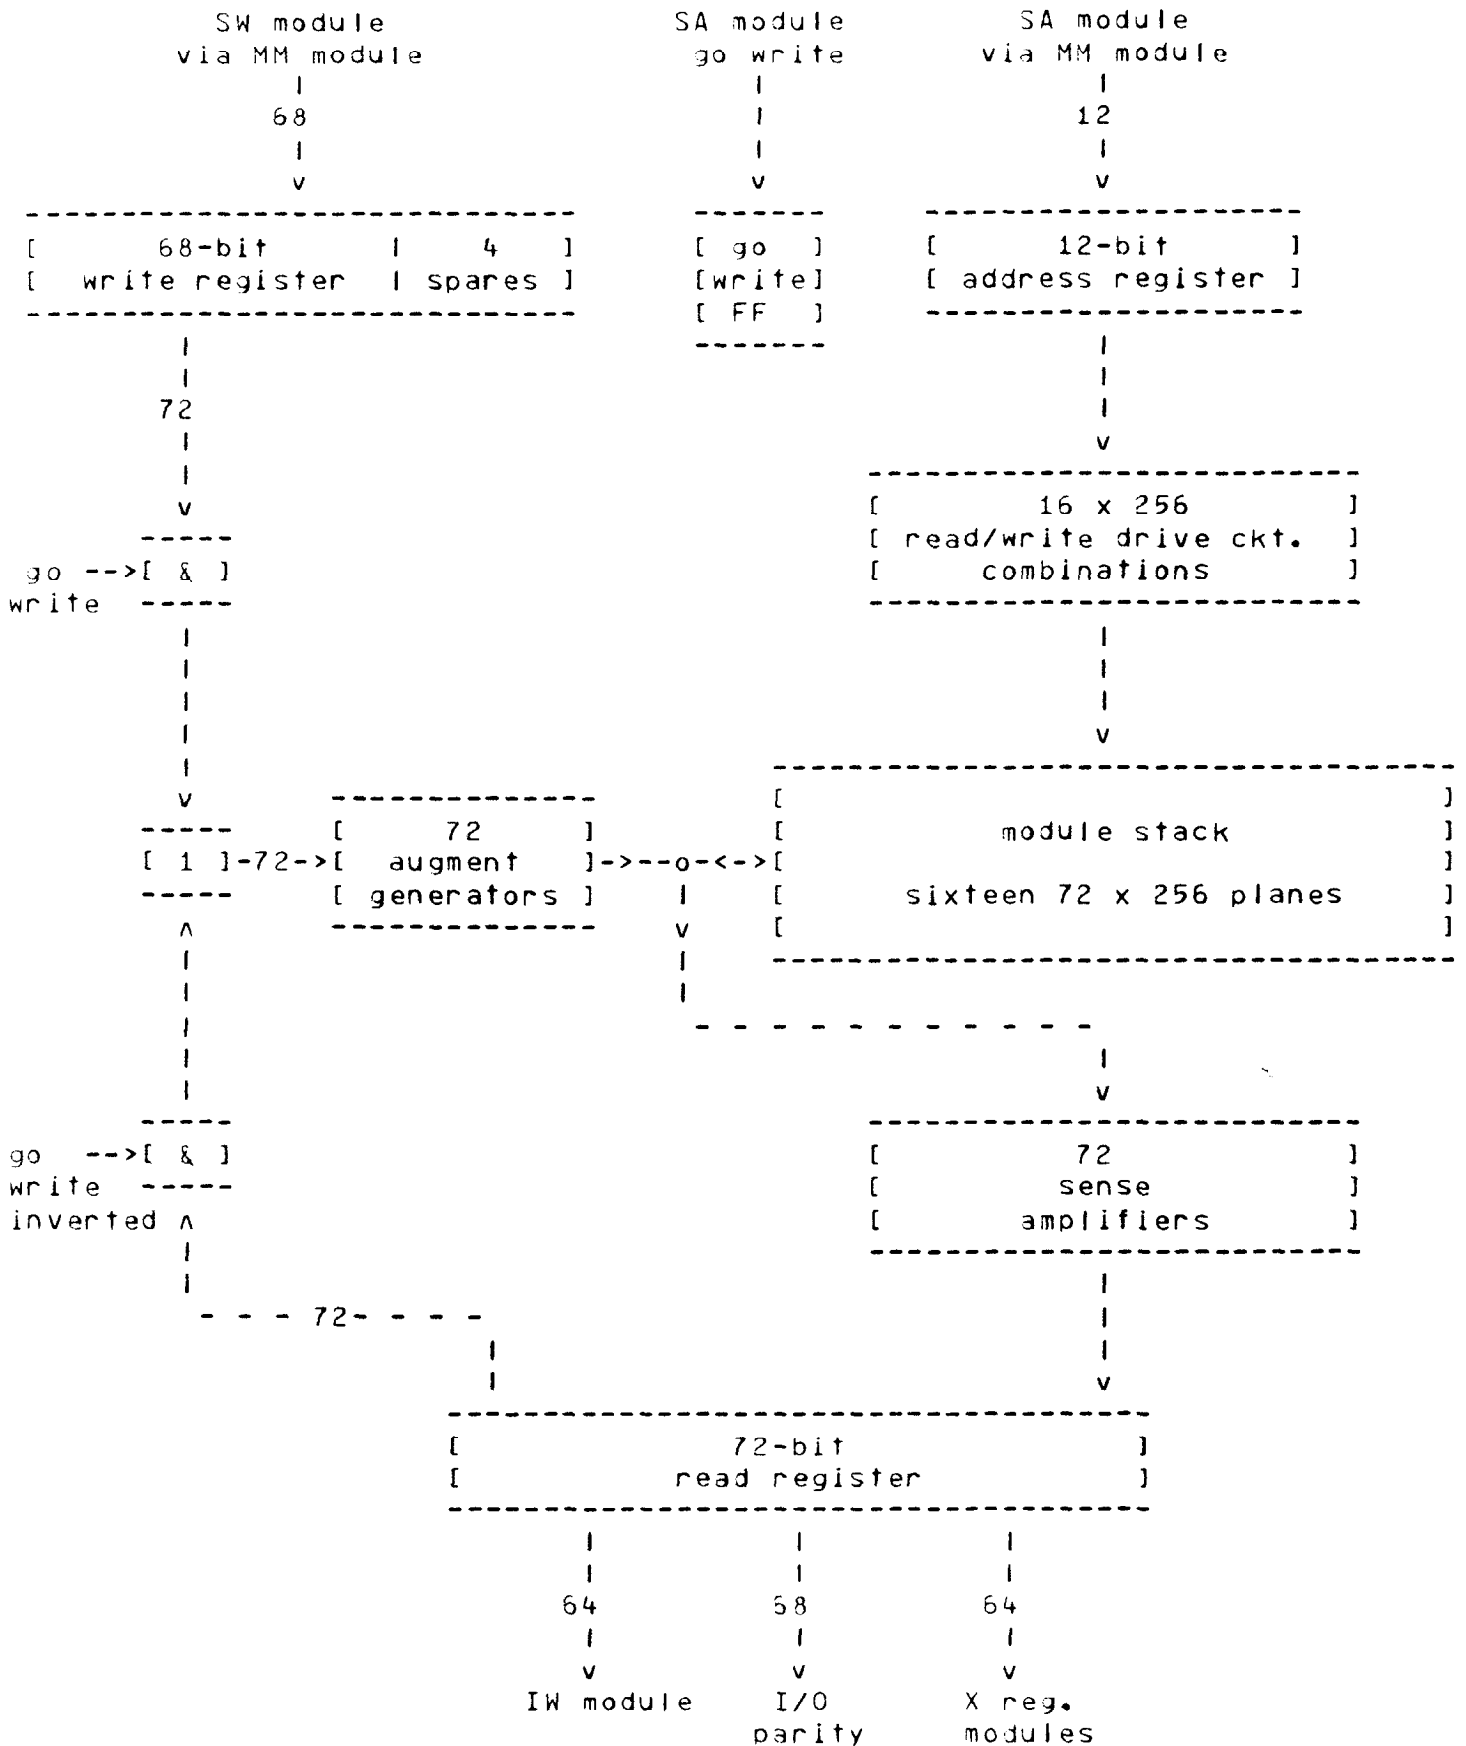 SW module SA module SA module
via MM module go write via MM module
68 12
68-bit | 4 go 12-bit
write register | spares write address register
FF
72
16 x 256
read/write drive ckt.
go -->[ & ] combinations
write
72 module stack
[ 1 ]-72->[ augment ]->--o-<->[
generators sixteen 72 x 256 planes
go -->[ & ] 72
write sense
inverted amplifiers
72
72-bit
read register
64 68 64
IW module I/O X reg.
parity modules